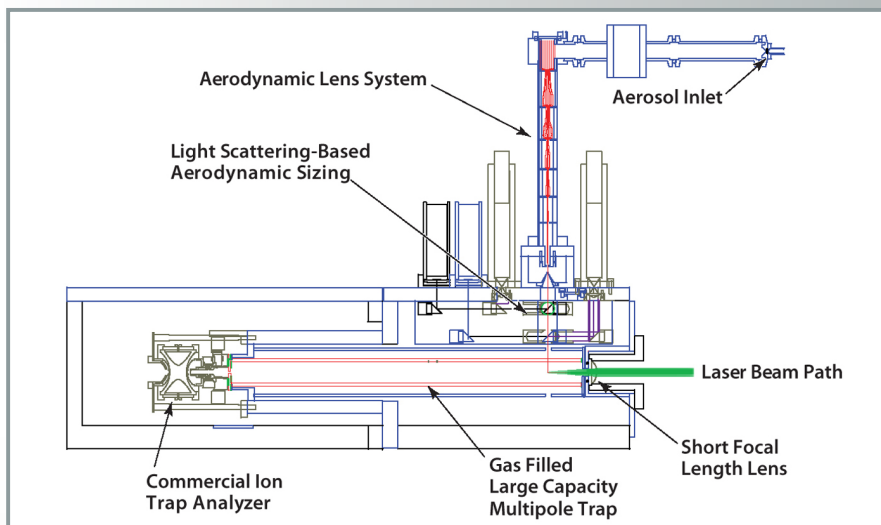 Aerodynamic Lens System
Aerosol Inlet
Light Scattering-Based
Aerodynamic Sizing
Laser Beam Path
Short Focal
Length Lens
Commercial Ion
Trap Analyzer
Gas Filled
Large Capacity
Multipole Trap